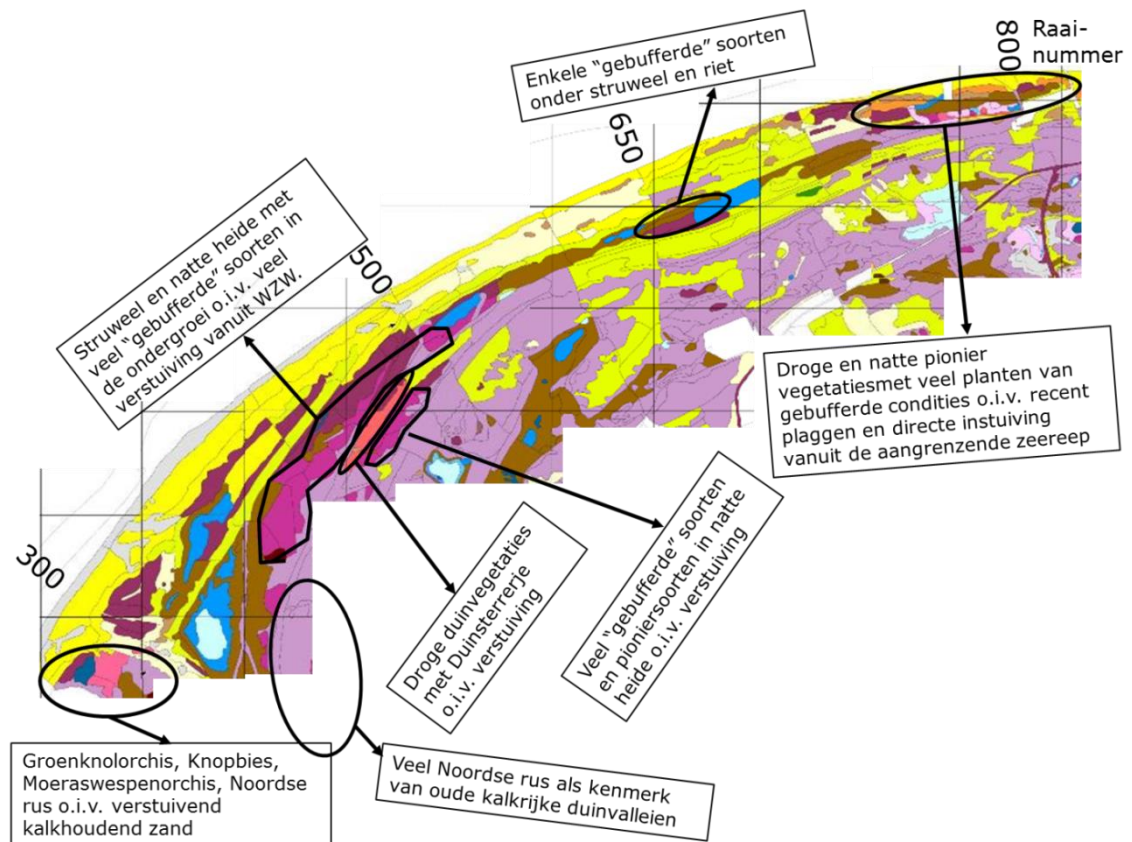 Enkele “gebufferde” soorten
onder struweel en riet
800
Raai-
nummer
650
Struweel en natte heide met
veel “gebufferde” soorten in
de ondergroei o.i.v. veel
verstuiving vanuit WZW.
500
Droge en natte pionier
vegetatiesmet veel planten van
gebufferde condities o.i.v. recent
plaggen en directe instuiving
vanuit de aangrenzende zeereep
300
Droge duinvegetaties
met Duinsterrerje
o.i.v. verstuiving
Veel “gebufferde” soorten
en pioniersoorten in natte
heide o.i.v. verstuiving
Groenknolorchis, Knopbies,
Moeraswespenorchis, Noordse
rus o.i.v. verstuivend
kalkhoudend zand
Veel Noordse rus als kenmerk
van oude kalkrijke duinvalleien